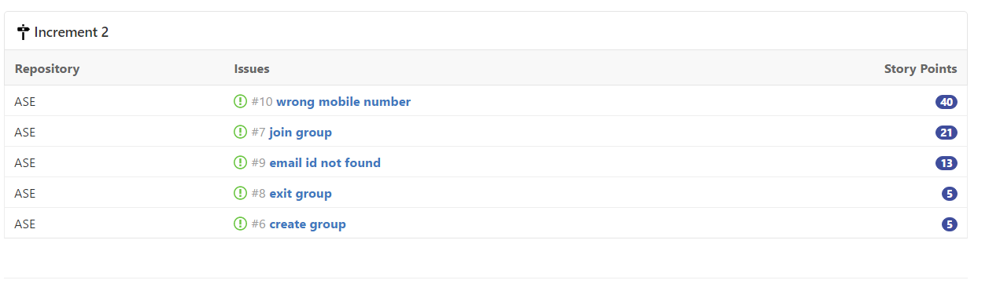 Increment 2
Repository Issues Story Points
ASE #10 wrong mobile number 40
ASE #7 join group 21
ASE #9 email id not found 13
ASE #8 exit group 5
ASE #6 create group 5